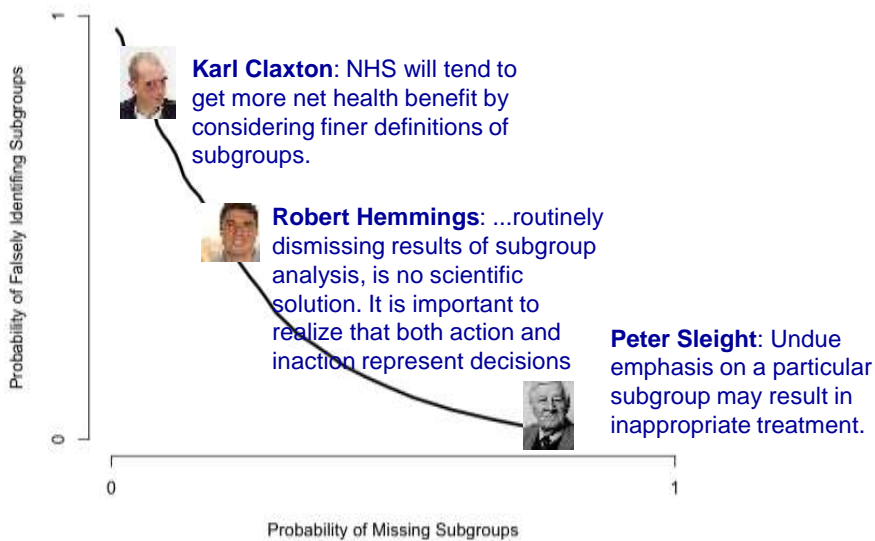 1
Probability of Falsely Identifing Subgroups
0
Karl Claxton: NHS will tend to
get more net health benefit by
considering finer definitions of
subgroups.
Robert Hemmings: ...routinely
dismissing results of subgroup
analysis, is no scientific
solution. It is important to
realize that both action and
inaction represent decisions
Peter Sleight: Undue
emphasis on a particular
subgroup may result in
inappropriate treatment.
0
1
Probability of Missing Subgroups